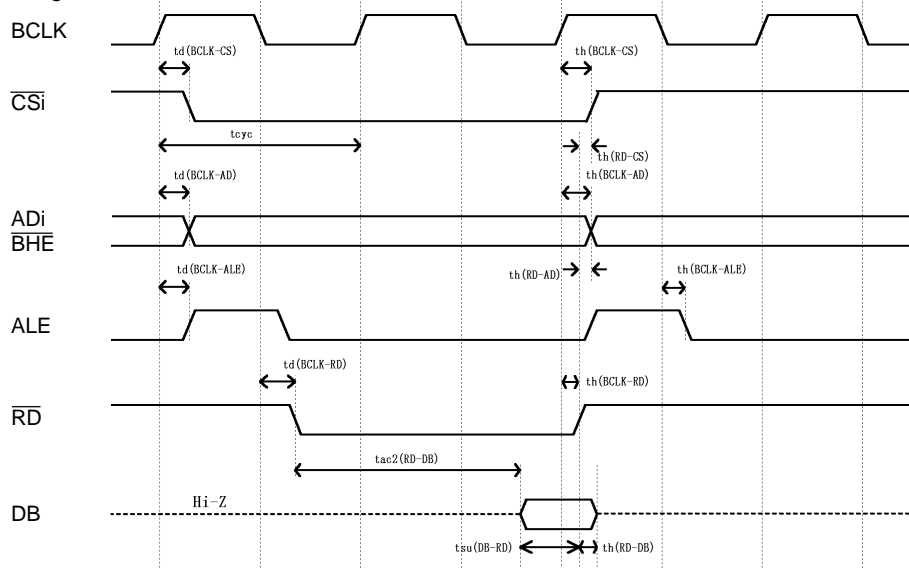 BCLK
td(BCLK-CS)
th(BCLK-CS)
CSi
tcyc
th(RD-CS)
td(BCLK-AD)
th(BCLK-AD)
ADi
BHE
td(BCLK-ALE)
th(RD-AD)
th(BCLK-ALE)
ALE
td(BCLK-RD)
th(BCLK-RD)
RD
tac2(RD-DB)
Hi-Z
DB
tsu(DB-RD)
th(RD-DB)